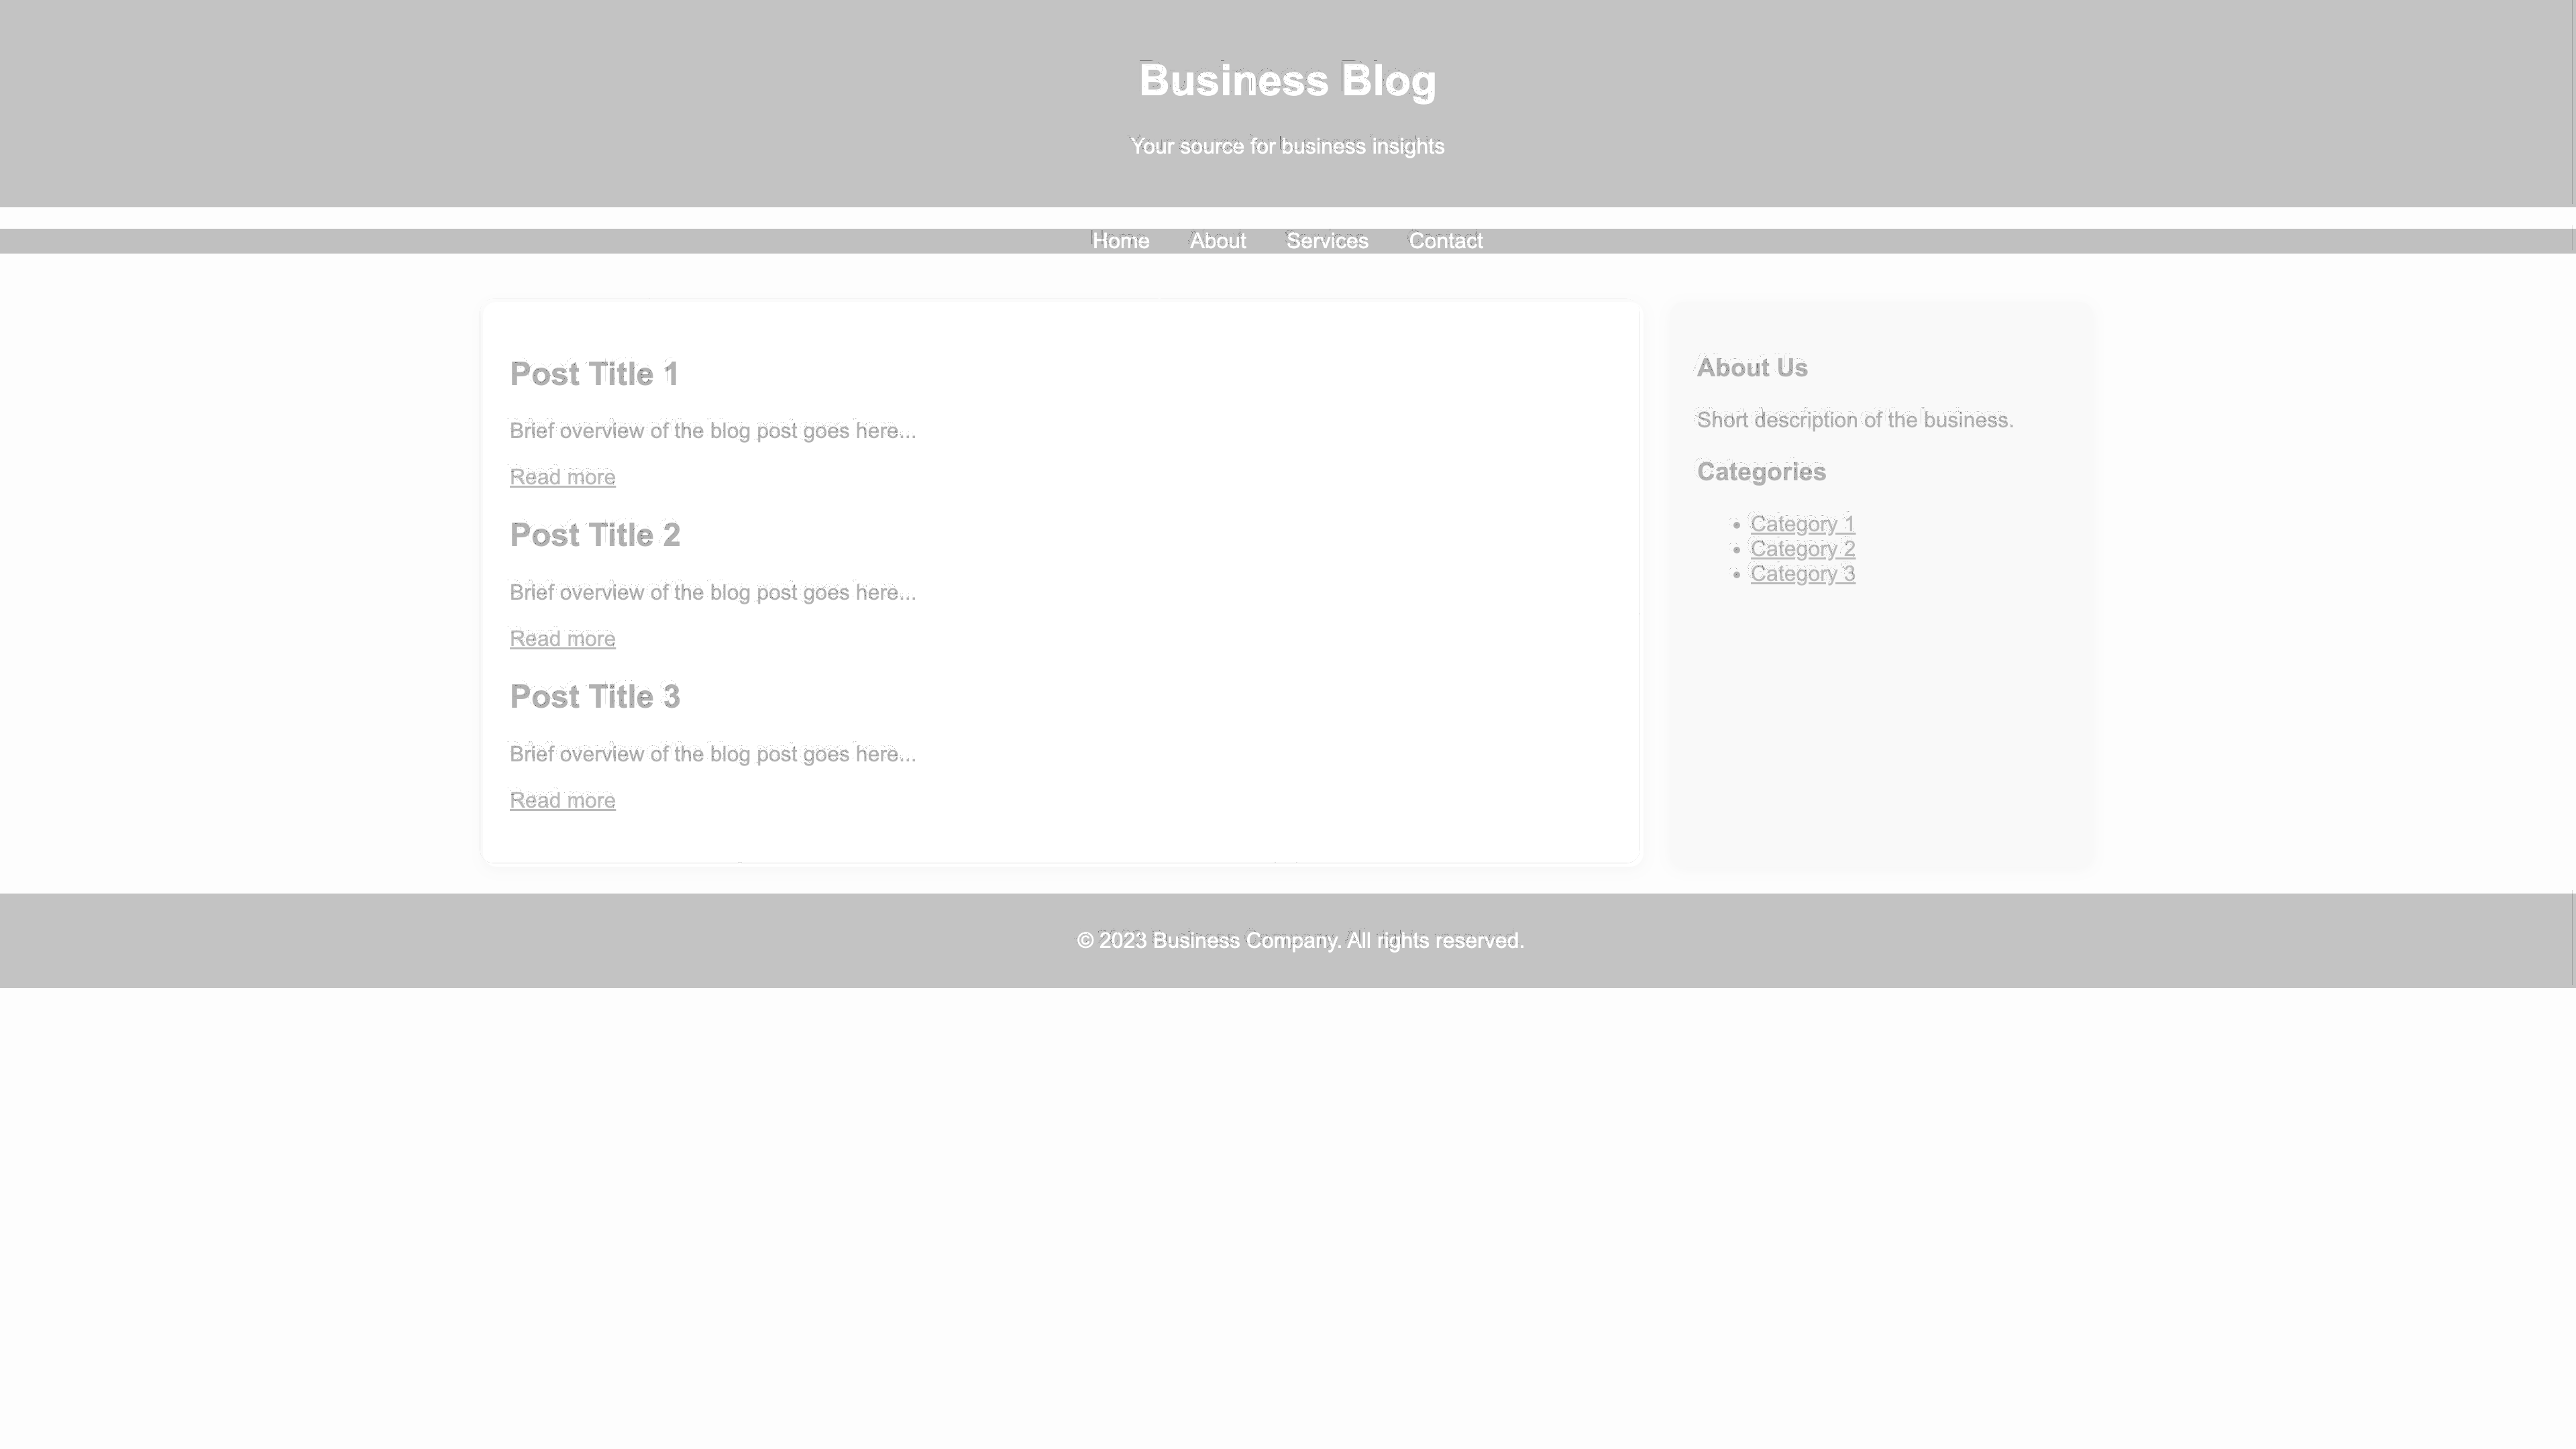 Business Blog
Your source for business insights
Home About Services Contact
Post Title 1
Brief overview of the blog post goes here...
Read more
Post Title 2
Brief overview of the blog post goes here...
Read more
Post Title 3
Brief overview of the blog post goes here...
Read more
About Us
Short description of the business.
Categories
• Category 1
• Category 2
• Category 3
© 2023 Business Company. All rights reserved.